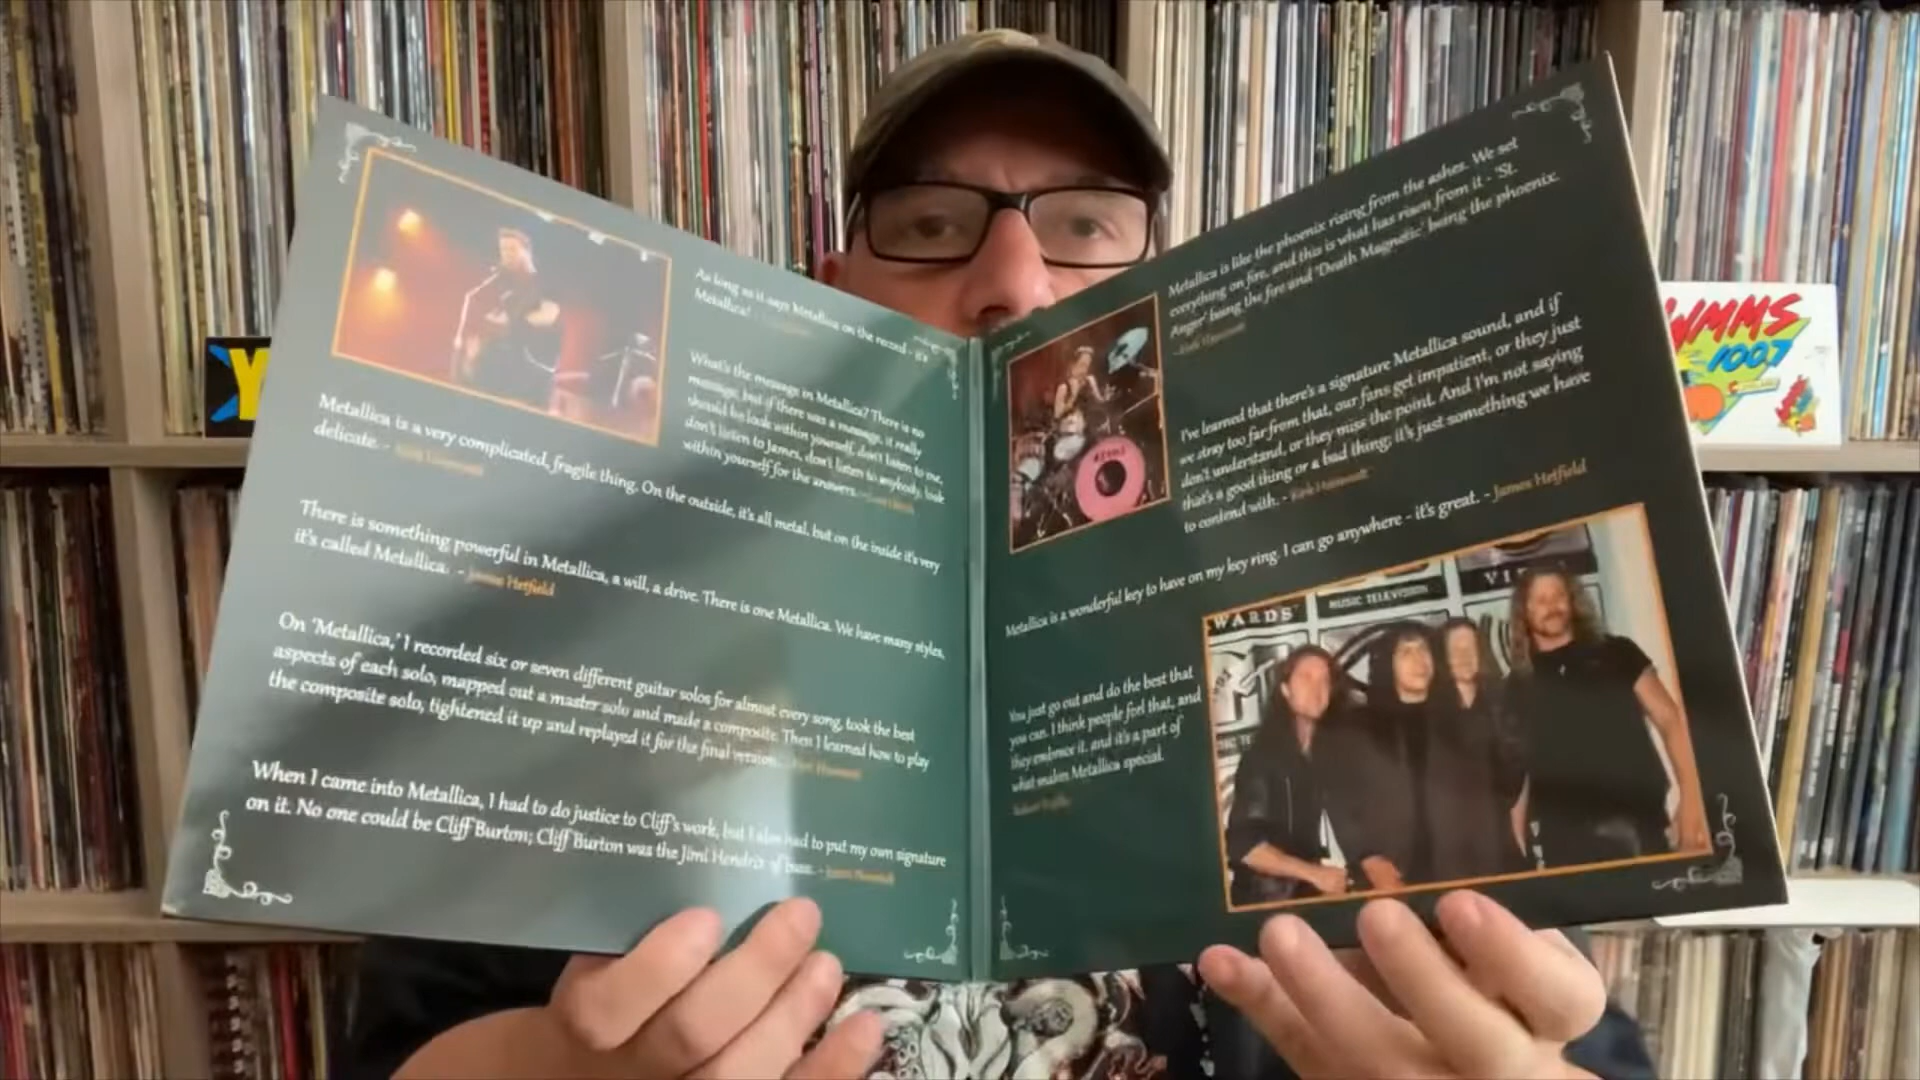 As long as it says Metallica on the record - it's
Metallica!
What's the message in Metallica? There is no
message, but if there was a message, it really
should be look within yourself, don't listen to me,
don't listen to James, don't listen to anybody, look
within yourself for the answers. -
Metallica is a very complicated, fragile thing. On the outside, it's all metal, but on the inside it's very
delicate. -
There is something powerful in Metallica, a will, a drive. There is one Metallica. We have many styles,
it's called Metallica. - James Hetfield
On 'Metallica,' I recorded six or seven different guitar solos for almost every song, took the best
aspects of each solo, mapped out a master solo and made a composite. Then I learned how to play
the composite solo, tightened it up and replayed it for the final version. - Kirk Hammett
When I came into Metallica, I had to do justice to Cliff's work, but I also had to put my own signature
on it. No one could be Cliff Burton; Cliff Burton was the Jimi Hendrix of bass. - Jason Newsted
Metallica is like the phoenix rising from the ashes. We set
everything on fire, and this is what has risen from it - 'St.
Anger' being the fire and 'Death Magnetic' being the phoenix.
- Kirk Hammett
I've learned that there's a signature Metallica sound, and if
we stray too far from that, our fans get impatient, or they just
don't understand, or they miss the point. And I'm not saying
that's a good thing or a bad thing; it's just something we have
to contend with. - Kirk Hammett
Metallica is a wonderful key to have on my key ring. I can go anywhere - it's great. - James Hetfield
You just go out and do the best that
you can. I think people feel that, and
they embrace it, and it's a part of
what makes Metallica special.
Robert Trujillo
WARDS
MUSIC TELEVISION
VI
WMMS
100.7
Y